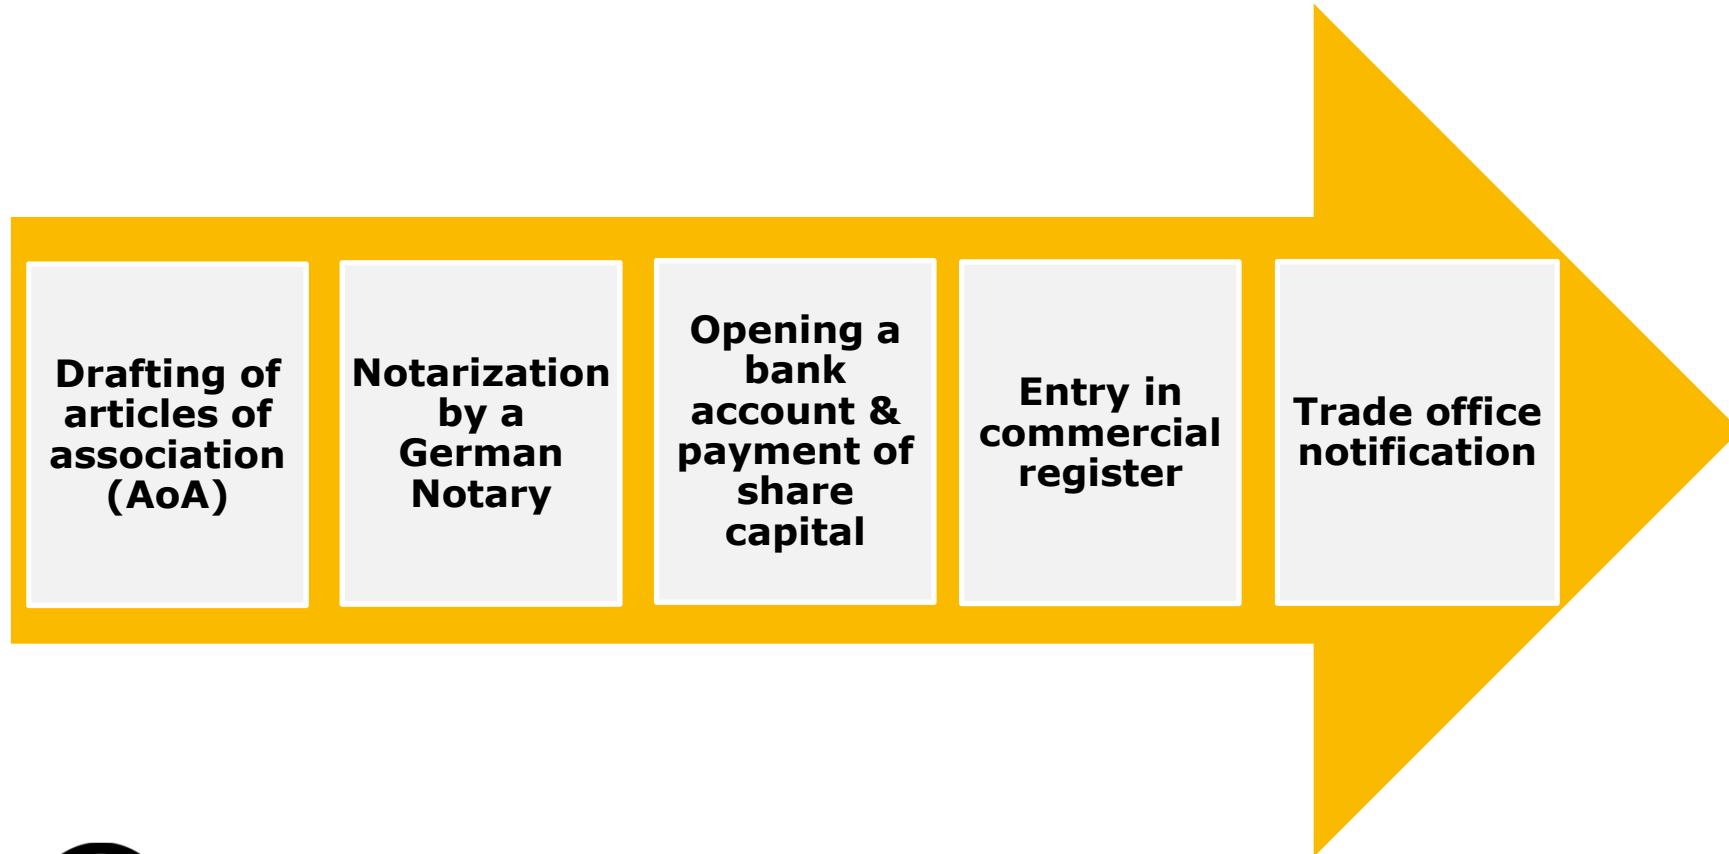 Drafting of
articles of
association
(AoA)
Notarization
by a
German
Notary
Opening a
bank
account &
payment of
share
capital
Entry in
commercial
register
Trade office
notification